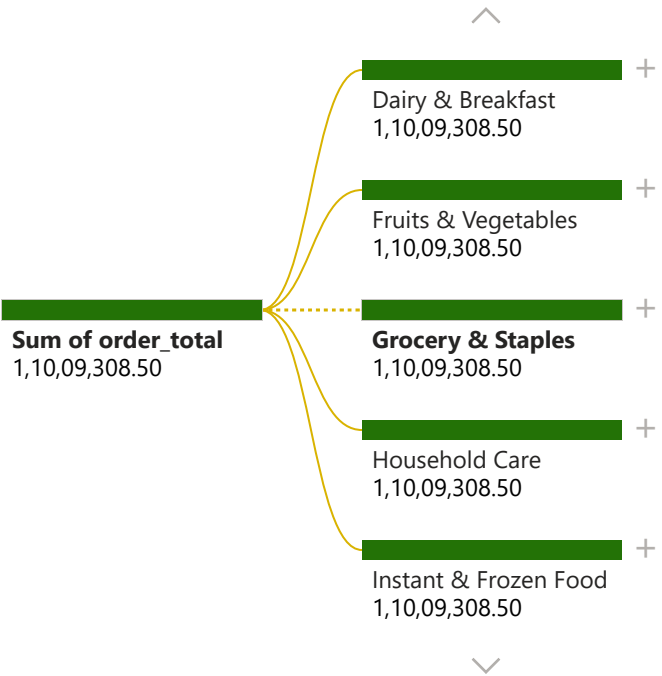 Dairy & Breakfast
1,10,09,308.50
Fruits & Vegetables
1,10,09,308.50
Sum of order_total
1,10,09,308.50
Grocery & Staples
1,10,09,308.50
Household Care
1,10,09,308.50
Instant & Frozen Food
1,10,09,308.50